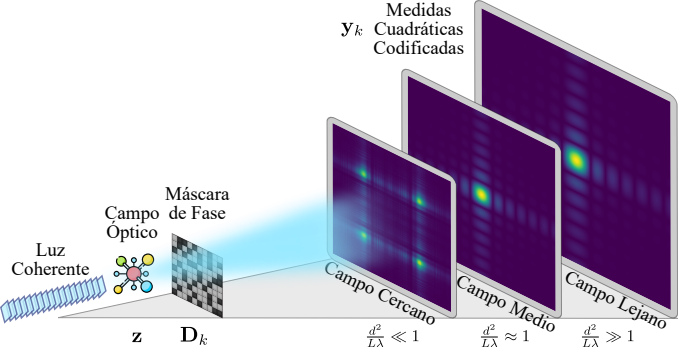 Medidas
Cuadráticas
Codificadas
y_k
Máscara
de Fase
Campo
Óptico
Luz
Coherente
Campo Cercano
Campo Medio
Campo Lejano
z
D_k
d²/Lλ ≪ 1
d²/Lλ ≈ 1
d²/Lλ ≫ 1